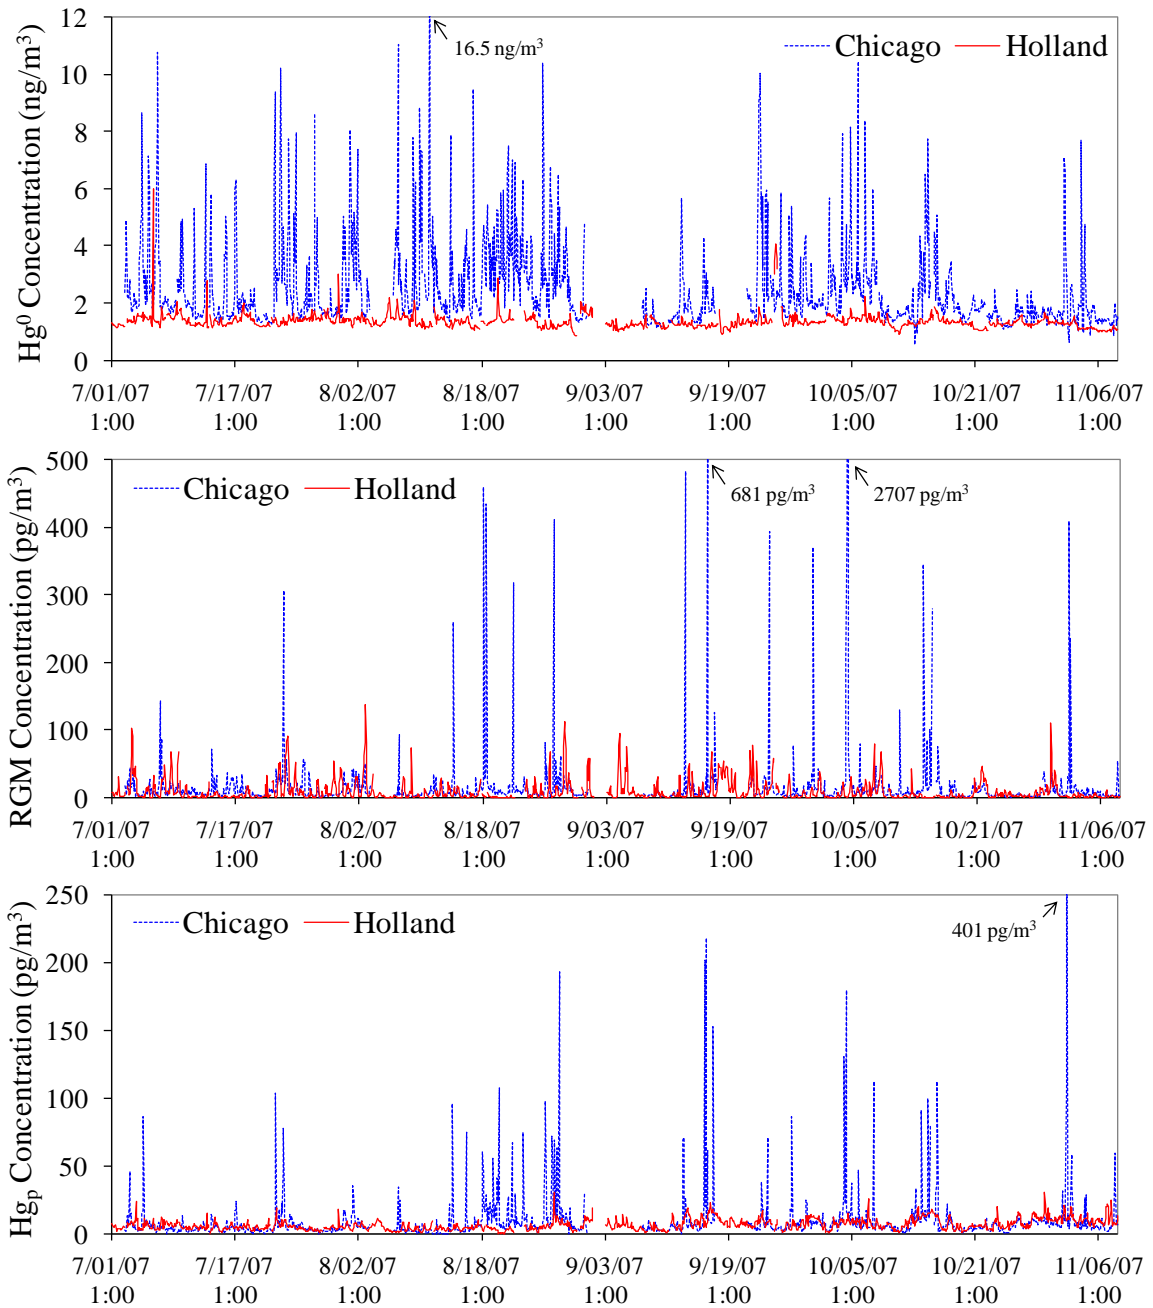 Hg⁰ Concentration (ng/m³)
12
10
8
6
4
2
0
16.5 ng/m³
Chicago
Holland
7/01/07 7/17/07 8/02/07 8/18/07 9/03/07 9/19/07 10/05/07 10/21/07 11/06/07
1:00 1:00 1:00 1:00 1:00 1:00 1:00 1:00 1:00
RGM Concentration (pg/m³)
500
400
300
200
100
0
Chicago
Holland
681 pg/m³
2707 pg/m³
7/01/07 7/17/07 8/02/07 8/18/07 9/03/07 9/19/07 10/05/07 10/21/07 11/06/07
1:00 1:00 1:00 1:00 1:00 1:00 1:00 1:00 1:00
Hgₚ Concentration (pg/m³)
250
200
150
100
50
0
Chicago
Holland
401 pg/m³
7/01/07 7/17/07 8/02/07 8/18/07 9/03/07 9/19/07 10/05/07 10/21/07 11/06/07
1:00 1:00 1:00 1:00 1:00 1:00 1:00 1:00 1:00